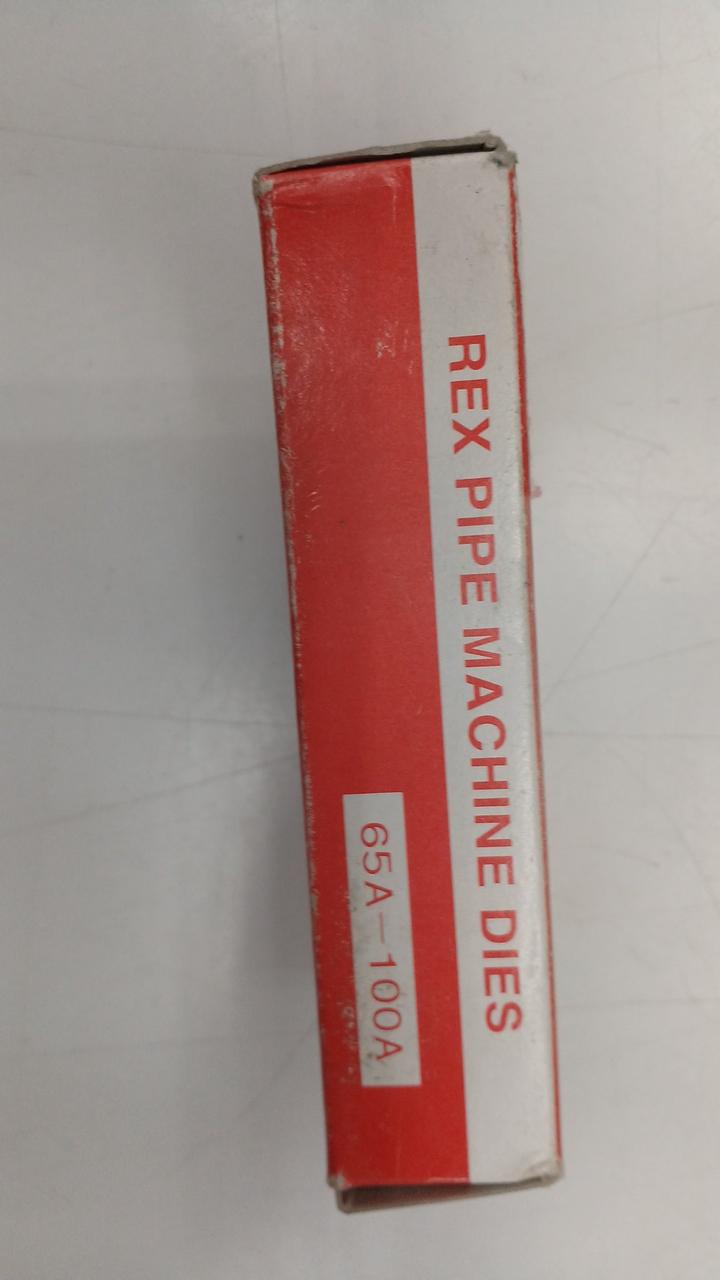 REX PIPE MACHINE DIES
65A-100A